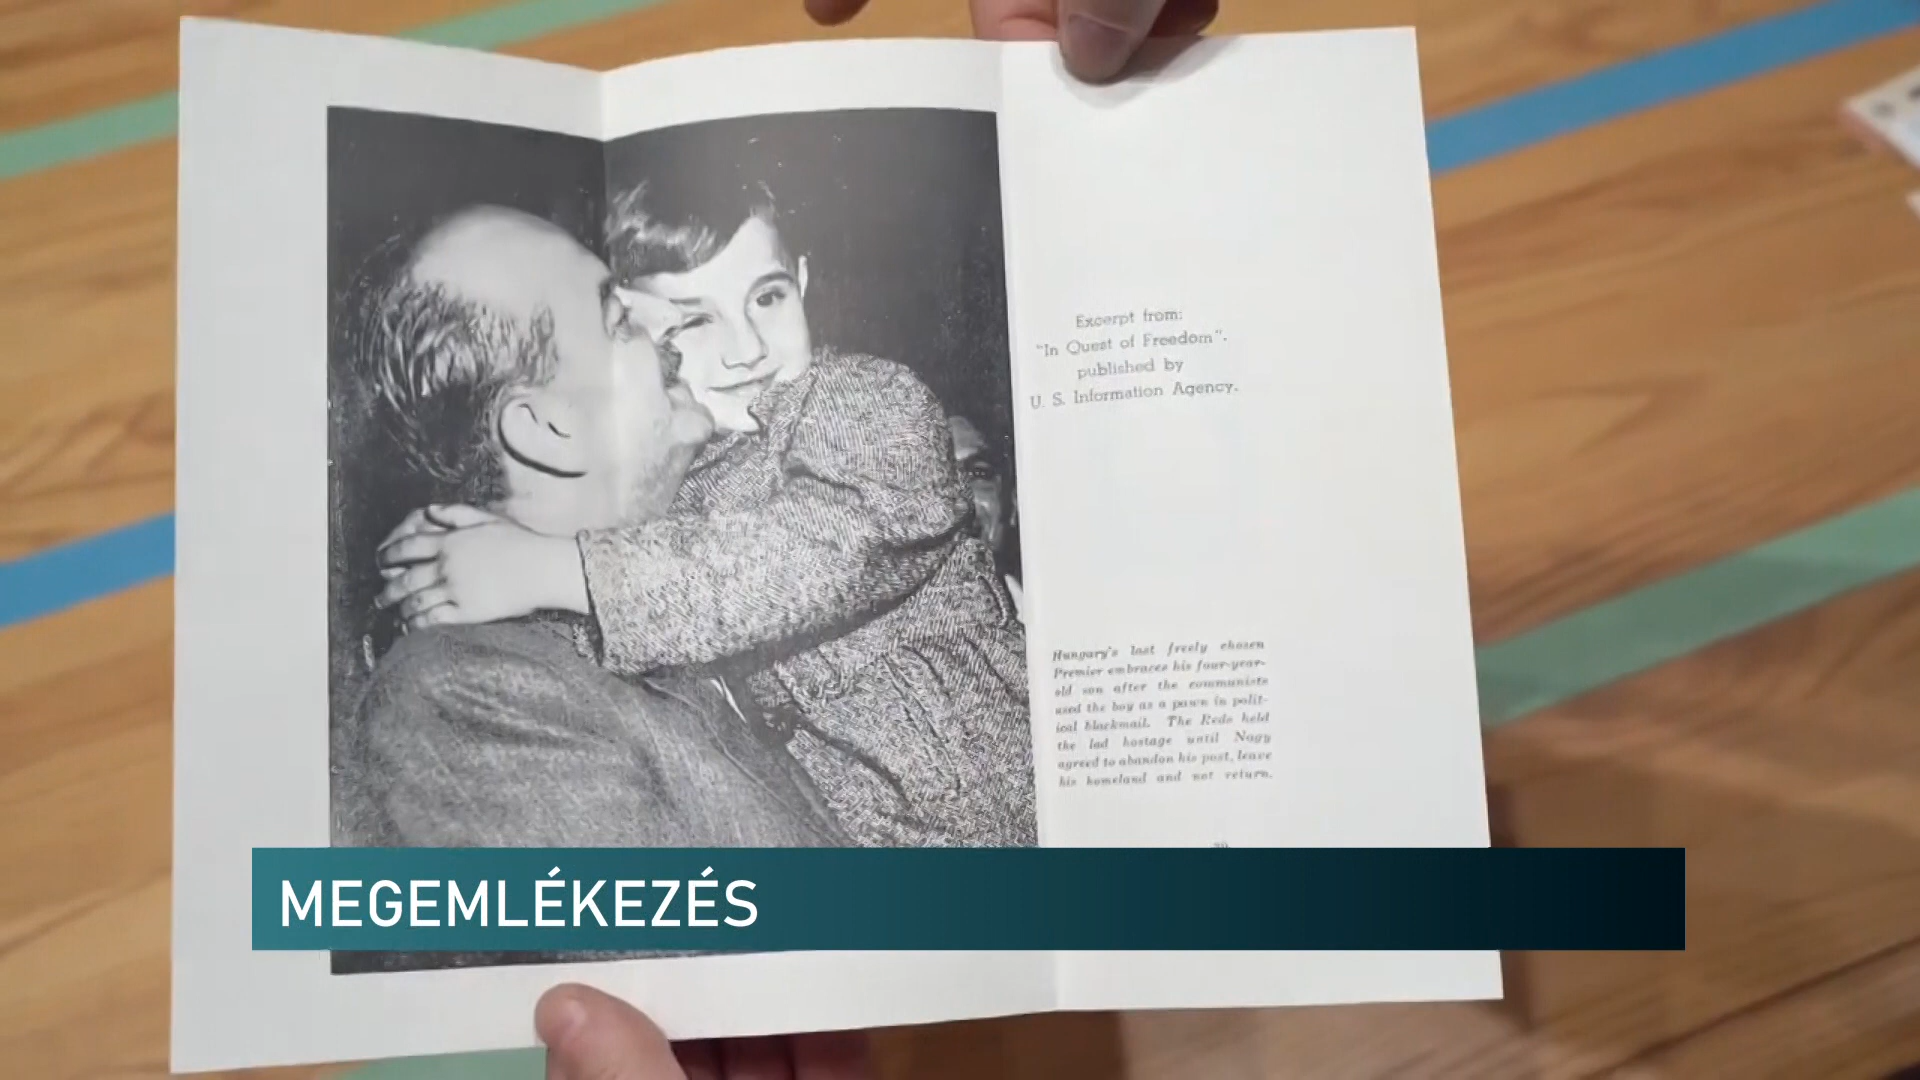 Excerpt from:
"In Quest of Freedom".
published by
U. S. Information Agency.
Hungary's last freely chosen
Premier embraces his four-year-
old son after the communists
used the boy as a pawn in polit-
ical blackmail. The Reds held
the lad hostage until Nagy
agreed to abandon his post, leave
his homeland and not return.
MEGEMLÉKEZÉS